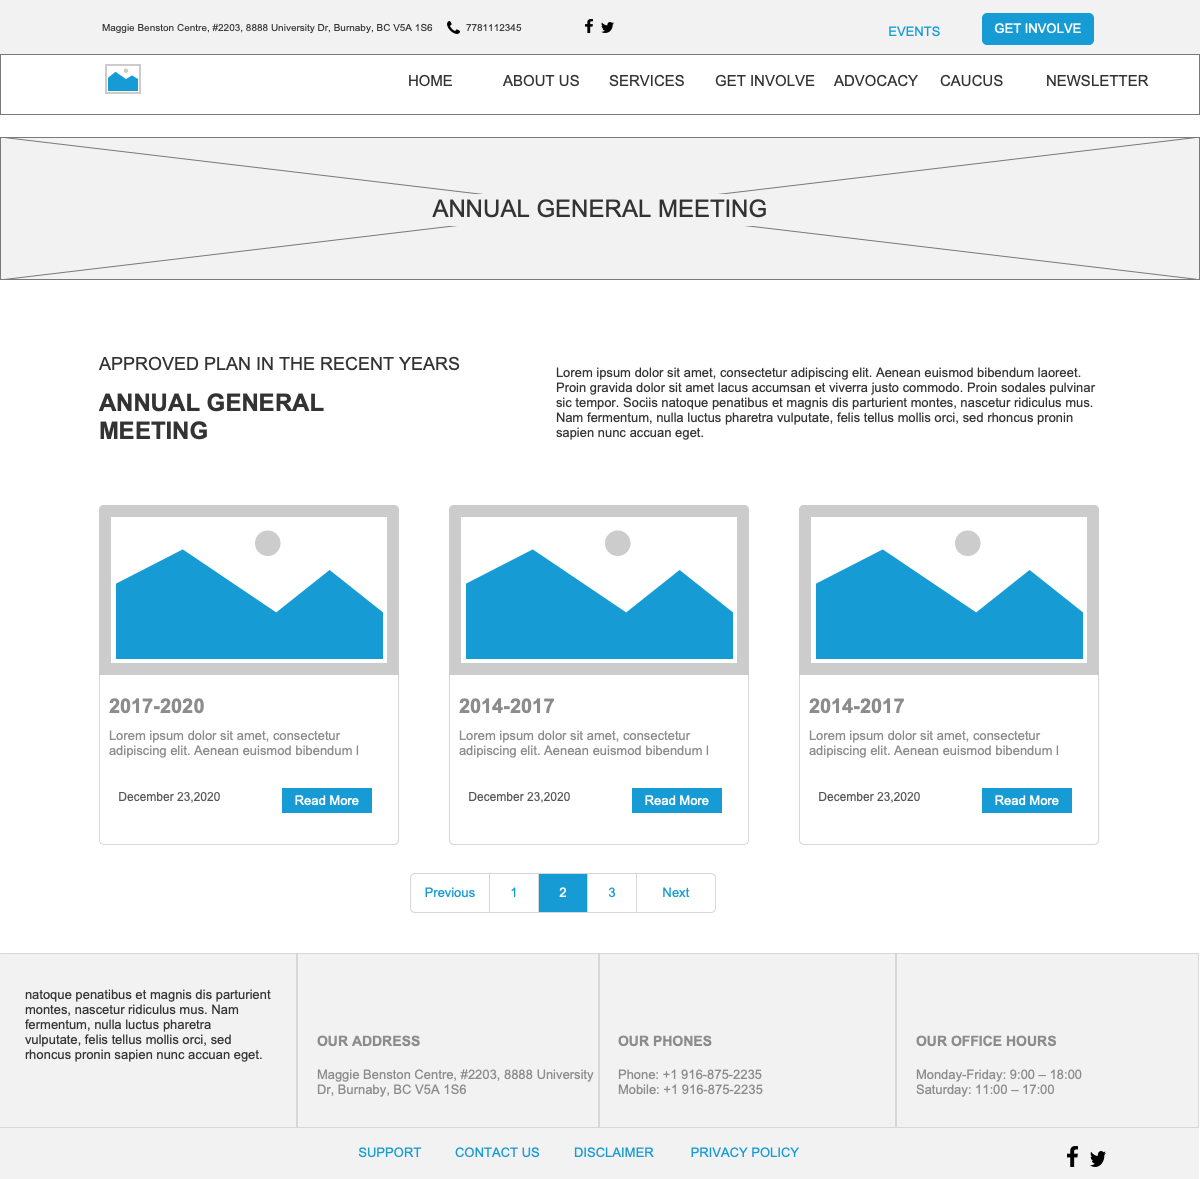 Maggie Benston Centre, #2203, 8888 University Dr, Burnaby, BC V5A 1S6 7781112345 EVENTS GET INVOLVE
HOME ABOUT US SERVICES GET INVOLVE ADVOCACY CAUCUS NEWSLETTER
ANNUAL GENERAL MEETING
APPROVED PLAN IN THE RECENT YEARS
ANNUAL GENERAL
MEETING
Lorem ipsum dolor sit amet, consectetur adipiscing elit. Aenean euismod bibendum laoreet.
Proin gravida dolor sit amet lacus accumsan et viverra justo commodo. Proin sodales pulvinar
sic tempor. Sociis natoque penatibus et magnis dis parturient montes, nascetur ridiculus mus.
Nam fermentum, nulla luctus pharetra vulputate, felis tellus mollis orci, sed rhoncus pronin
sapien nunc accuan eget.
2017-2020
Lorem ipsum dolor sit amet, consectetur
adipiscing elit. Aenean euismod bibendum l
December 23,2020 Read More
2014-2017
Lorem ipsum dolor sit amet, consectetur
adipiscing elit. Aenean euismod bibendum l
December 23,2020 Read More
2014-2017
Lorem ipsum dolor sit amet, consectetur
adipiscing elit. Aenean euismod bibendum l
December 23,2020 Read More
Previous 1 2 3 Next
natoque penatibus et magnis dis parturient
montes, nascetur ridiculus mus. Nam
fermentum, nulla luctus pharetra
vulputate, felis tellus mollis orci, sed
rhoncus pronin sapien nunc accuan eget.
OUR ADDRESS
Maggie Benston Centre, #2203, 8888 University
Dr, Burnaby, BC V5A 1S6
OUR PHONES
Phone: +1 916-875-2235
Mobile: +1 916-875-2235
OUR OFFICE HOURS
Monday-Friday: 9:00 – 18:00
Saturday: 11:00 – 17:00
SUPPORT CONTACT US DISCLAIMER PRIVACY POLICY